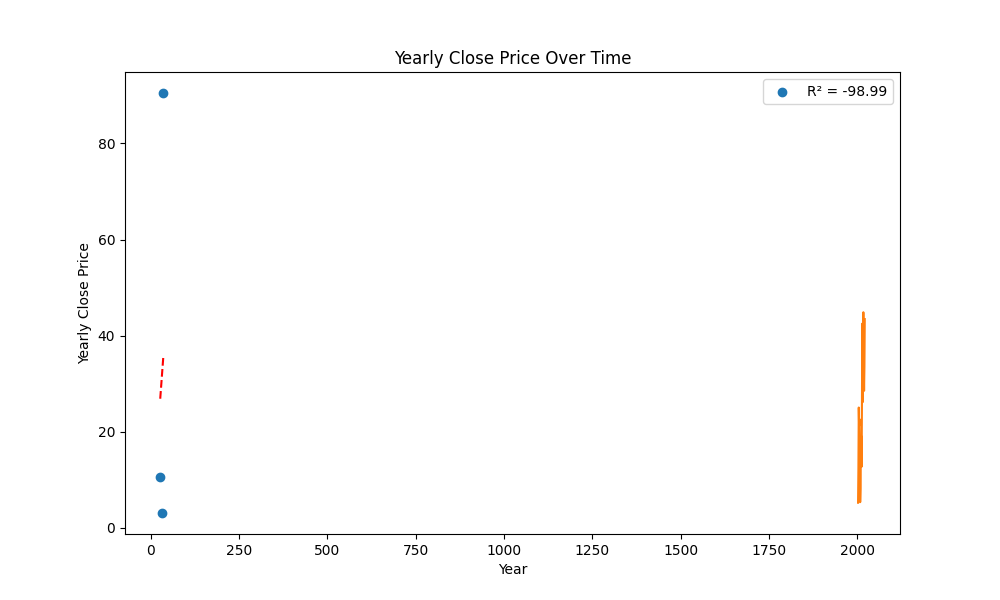 Yearly Close Price Over Time
R² = -98.99
80
60
40
20
0
Yearly Close Price
0 250 500 750 1000 1250 1500 1750 2000
Year